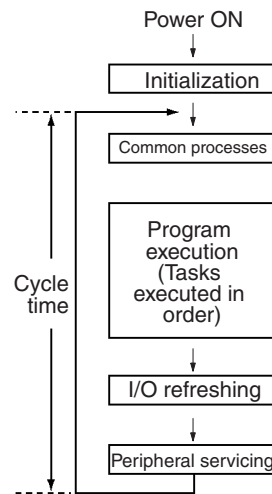 Power ON
Initialization
Common processes
Program
execution
(Tasks
executed in
order)
Cycle
time
I/O refreshing
Peripheral servicing